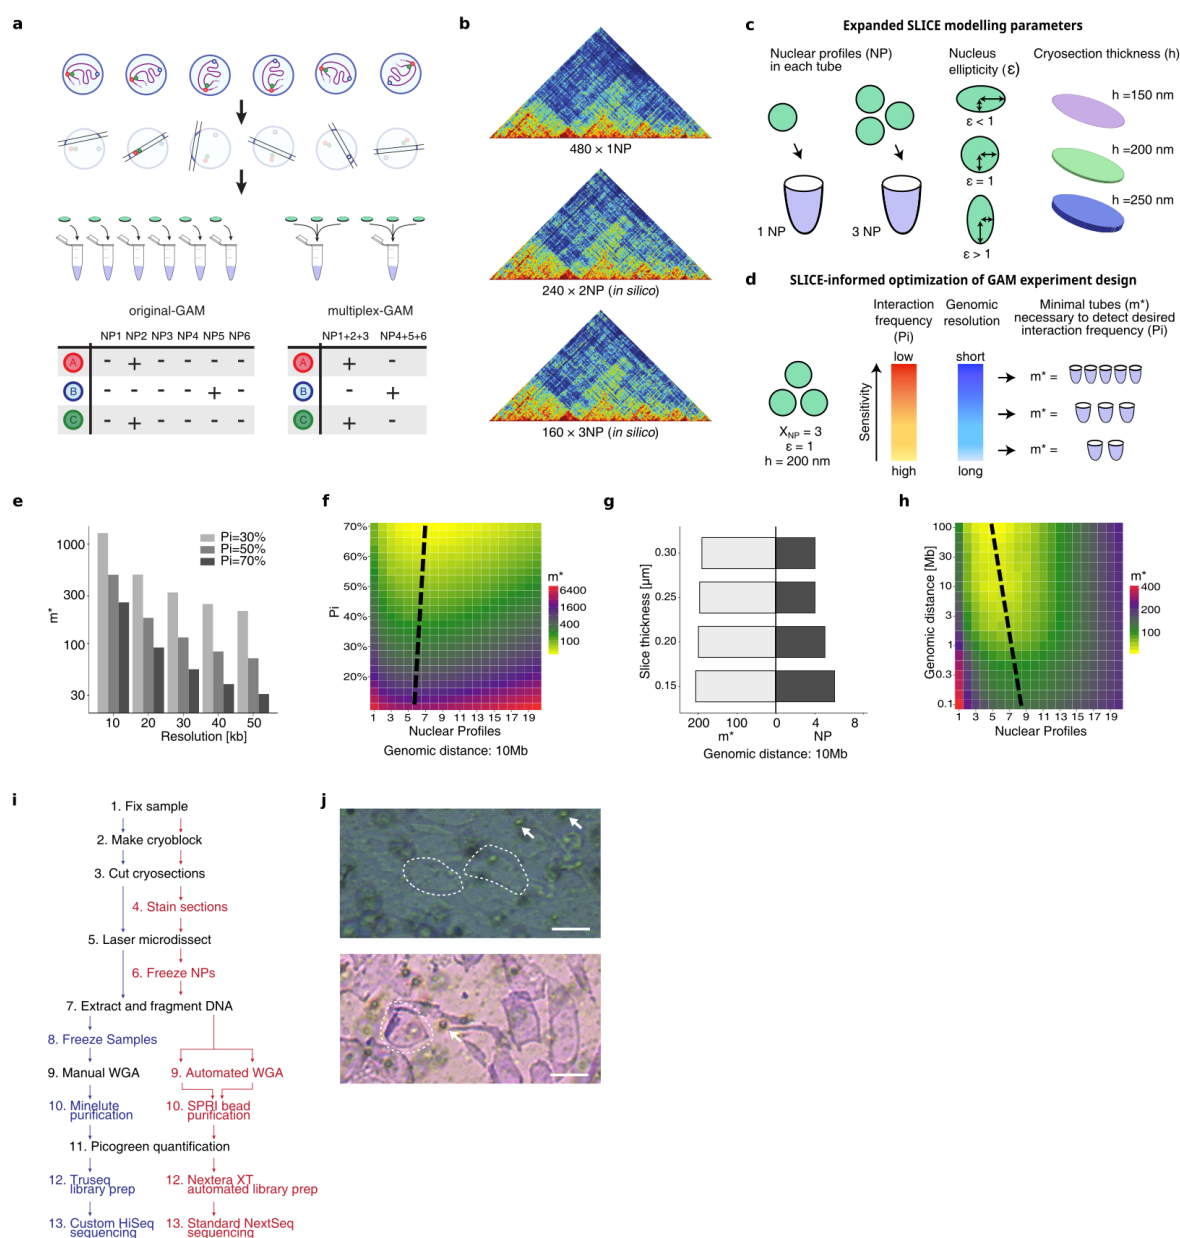 a
original-GAM
NP1 NP2 NP3 NP4 NP5 NP6
A - + - - - -
B - - - - + -
C - + - - - -
multiplex-GAM
NP1+2+3 NP4+5+6
A + -
B - +
C + -
b
480 × 1NP
240 × 2NP (in silico)
160 × 3NP (in silico)
c
Expanded SLICE modelling parameters
Nuclear profiles (NP)
in each tube
1 NP
3 NP
Nucleus
ellipticity (ε)
ε < 1
ε = 1
ε > 1
Cryosection thickness (h)
h =150 nm
h =200 nm
h =250 nm
d
SLICE-informed optimization of GAM experiment design
X_NP = 3
ε = 1
h = 200 nm
Sensitivity
Interaction
frequency
(Pi)
low
high
Genomic
resolution
short
long
Minimal tubes (m*)
necessary to detect desired
interaction frequency (Pi)
m* =
m* =
m* =
e
m*
1000
300
100
30
Pi=30%
Pi=50%
Pi=70%
10 20 30 40 50
Resolution [kb]
f
Pi
70%
60%
50%
40%
30%
20%
1 3 5 7 9 11 13 15 17 19
Nuclear Profiles
Genomic distance: 10Mb
m*
6400
1600
400
100
g
Slice thickness [μm]
0.30
0.25
0.20
0.15
200 100 0 4 8
m* NP
Genomic distance: 10Mb
h
Genomic distance [Mb]
100
30
10
3
1
0.3
0.1
1 3 5 7 9 11 13 15 17 19
Nuclear Profiles
m*
400
200
100
i
1. Fix sample
2. Make cryoblock
3. Cut cryosections
4. Stain sections
5. Laser microdissect
6. Freeze NPs
7. Extract and fragment DNA
8. Freeze Samples
9. Manual WGA
9. Automated WGA
10. Minelute
purification
10. SPRI bead
purification
11. Picogreen quantification
12. Truseq
library prep
12. Nextera XT
automated library prep
13. Custom HiSeq
sequencing
13. Standard NextSeq
sequencing
j